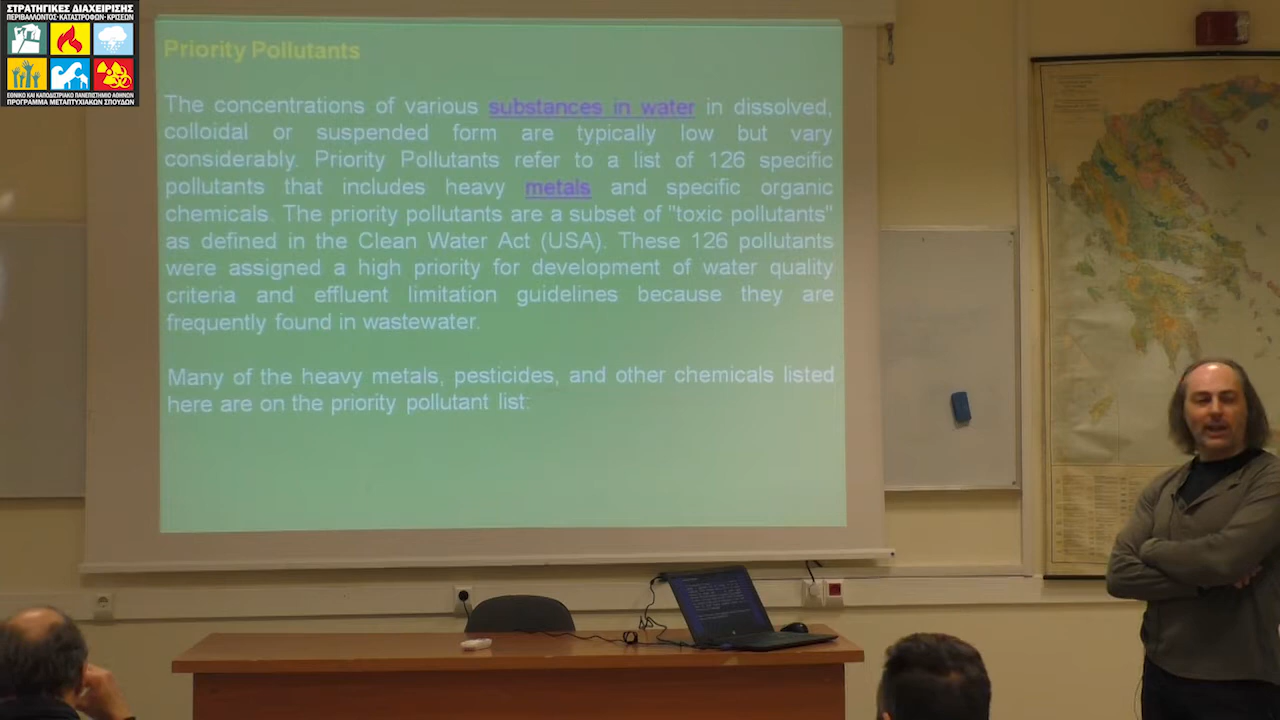 ΣΤΡΑΤΗΓΙΚΕΣ ΔΙΑΧΕΙΡΙΣΗΣ
ΠΕΡΙΒΑΛΛΟΝΤΟΣ·ΚΑΤΑΣΤΡΟΦΩΝ·ΚΡΙΣΕΩΝ
ΕΘΝΙΚΟ ΚΑΙ ΚΑΠΟΔΙΣΤΡΙΑΚΟ ΠΑΝΕΠΙΣΤΗΜΙΟ ΑΘΗΝΩΝ
ΠΡΟΓΡΑΜΜΑ ΜΕΤΑΠΤΥΧΙΑΚΩΝ ΣΠΟΥΔΩΝ
Priority Pollutants
The concentrations of various substances in water in dissolved,
colloidal or suspended form are typically low but vary
considerably. Priority Pollutants refer to a list of 126 specific
pollutants that includes heavy metals and specific organic
chemicals. The priority pollutants are a subset of "toxic pollutants"
as defined in the Clean Water Act (USA). These 126 pollutants
were assigned a high priority for development of water quality
criteria and effluent limitation guidelines because they are
frequently found in wastewater.
Many of the heavy metals, pesticides, and other chemicals listed
here are on the priority pollutant list: